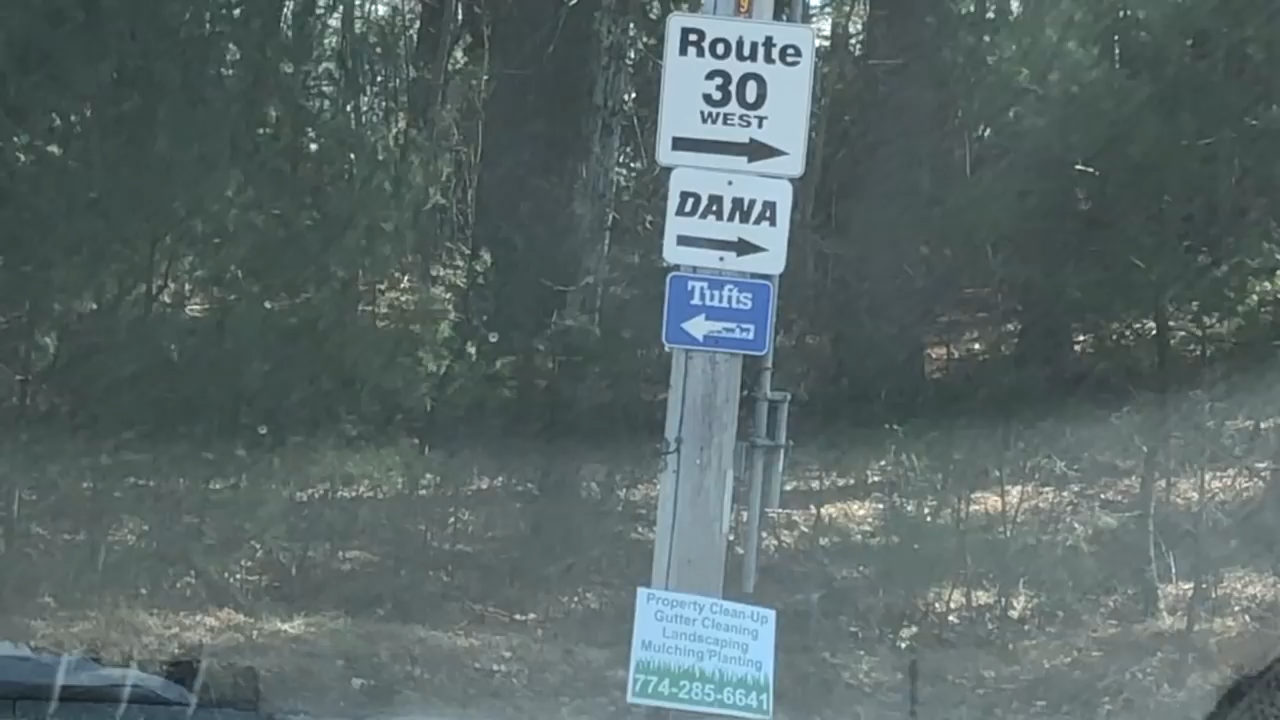 Route
30
WEST
DANA
Tufts
Property Clean-Up
Gutter Cleaning
Landscaping
Mulching/Planting
774-285-6641